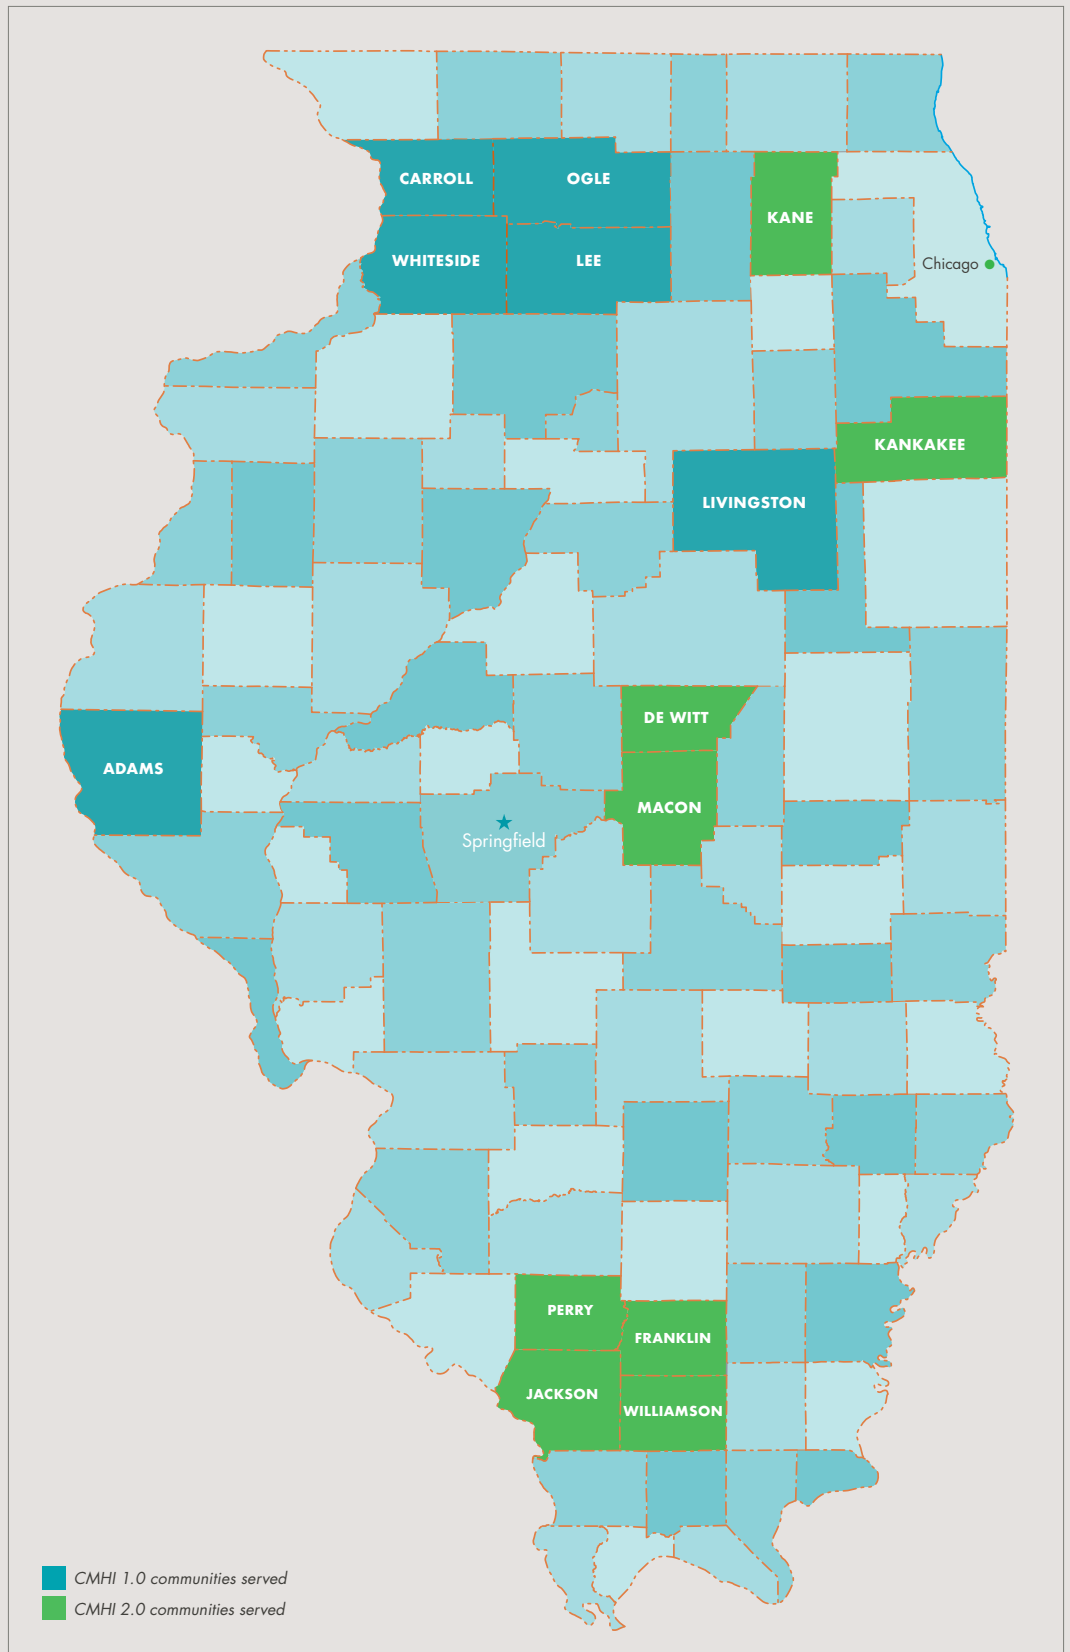 CARROLL
OGLE
KANE
WHITESIDE
LEE
Chicago
KANKAKEE
LIVINGSTON
DE WITT
ADAMS
MACON
Springfield
PERRY
FRANKLIN
JACKSON
WILLIAMSON
CMHI 1.0 communities served
CMHI 2.0 communities served